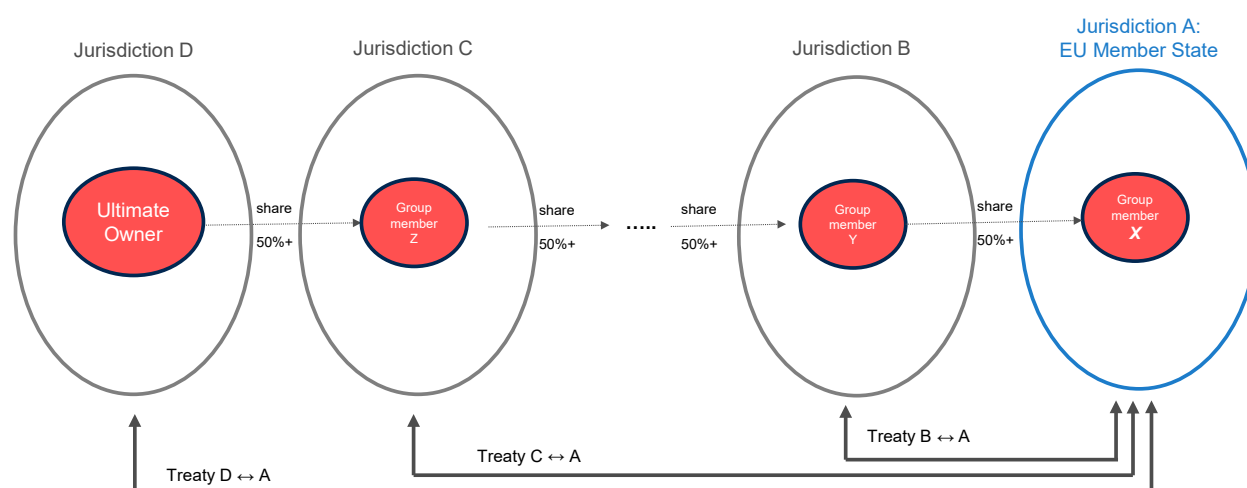 Jurisdiction D
Jurisdiction C
Jurisdiction B
Jurisdiction A:
EU Member State
Ultimate
Owner
share
50%+
Group
member
Z
share
50%+
.....
share
50%+
Group
member
Y
share
50%+
Group
member
X
Treaty B ↔ A
Treaty C ↔ A
Treaty D ↔ A